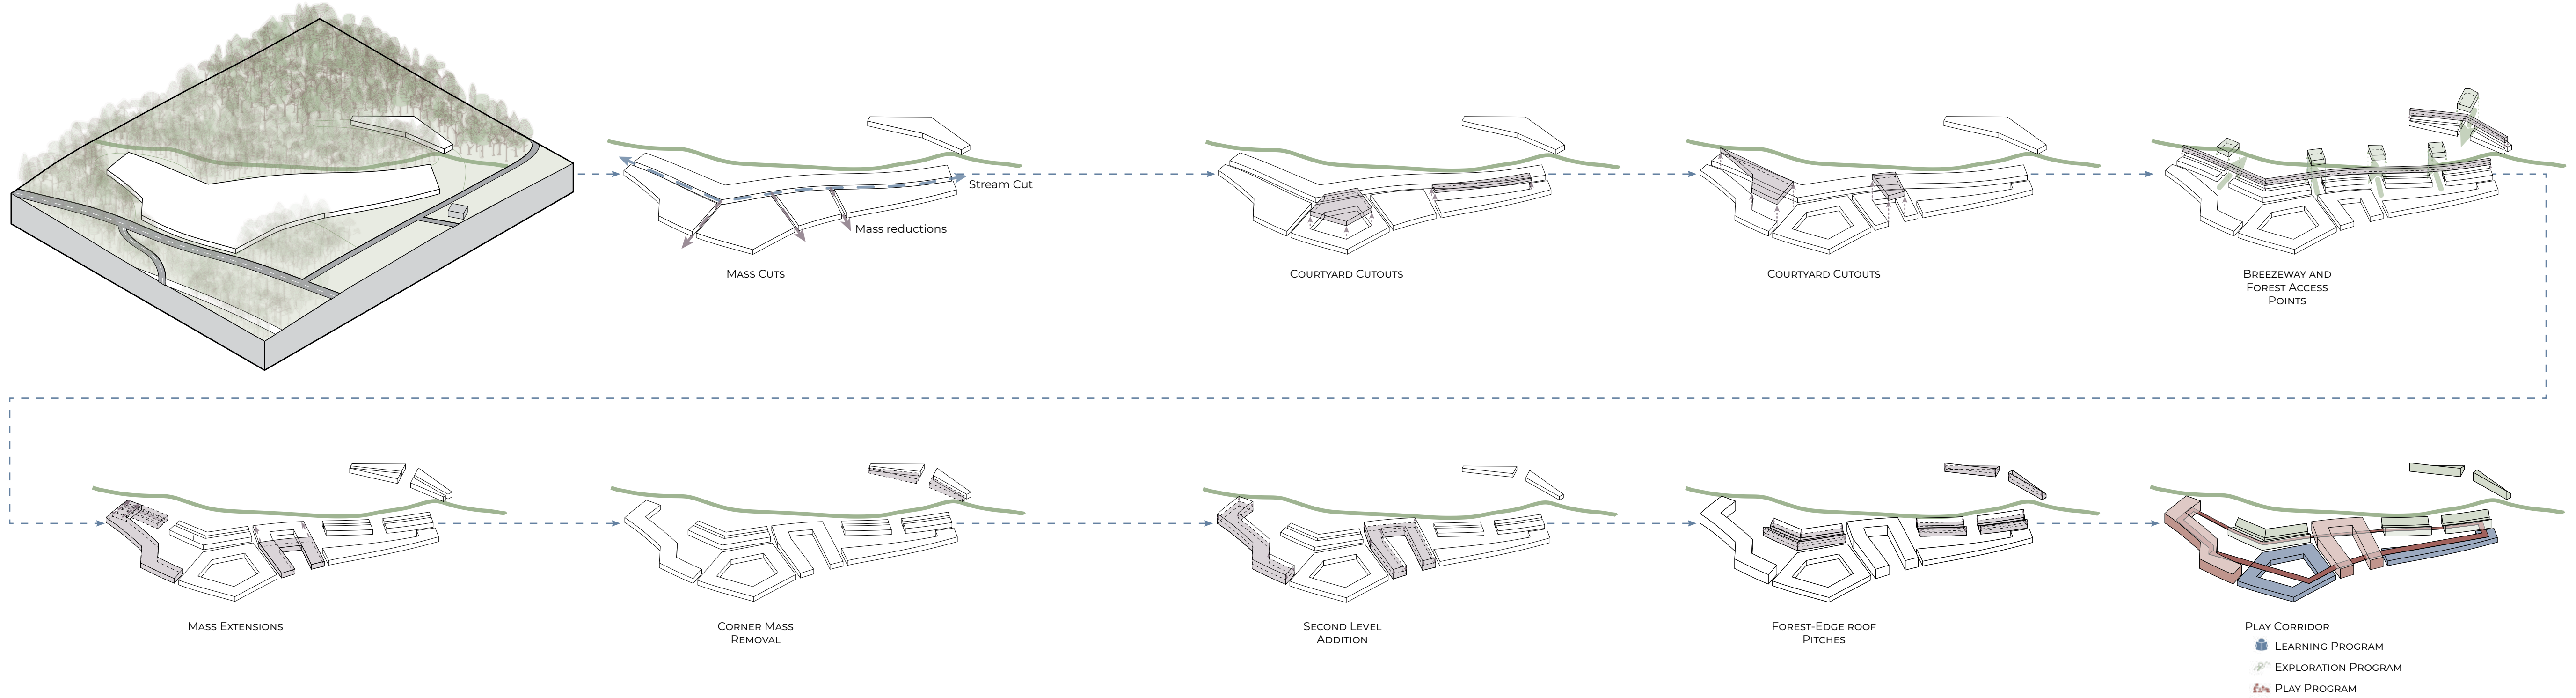 Stream Cut
Mass reductions
Mass Cuts
Courtyard Cutouts
Courtyard Cutouts
Breezeway and
Forest Access
Points
Mass Extensions
Corner Mass
Removal
Second Level
Addition
Forest-Edge roof
Pitches
Play Corridor
Learning Program
Exploration Program
Play Program